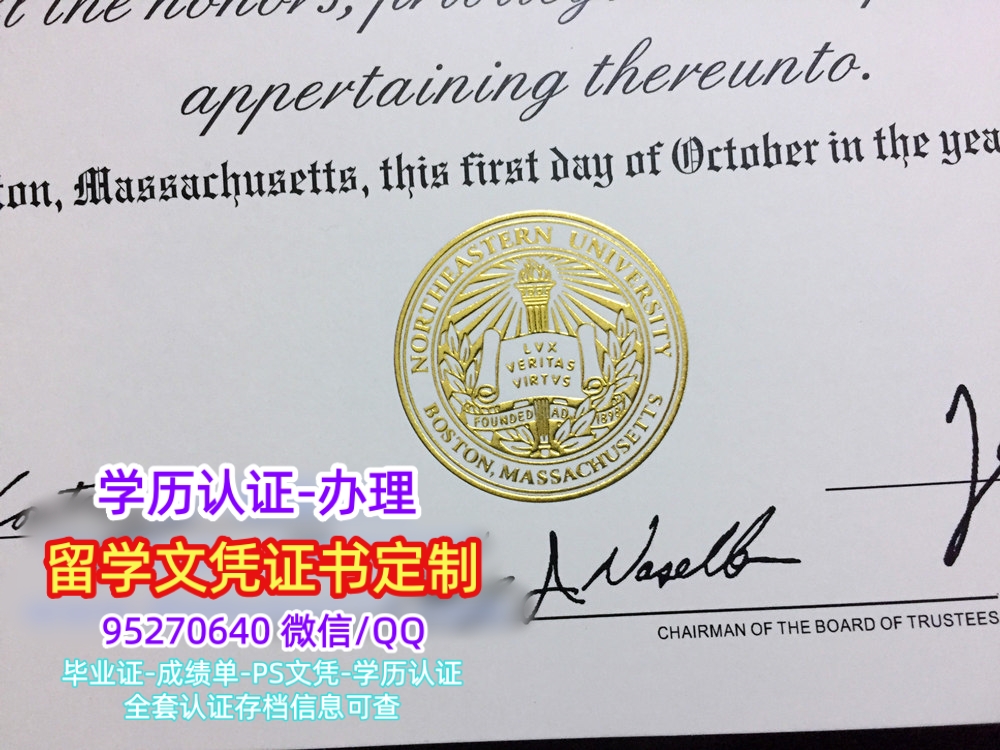 the honors,
appertaining thereunto.
Massachusetts, this first day of October in the
NORTHEASTERN UNIVERSITY
LVX
VERITAS
VIRTVS
FOUNDED AD 1898
BOSTON, MASSACHUSETTS
学历认证-办理
留学文凭证书定制
95270640 微信/QQ
CHAIRMAN OF THE BOARD OF TRUSTEES
毕业证-成绩单-PS文凭-学历认证
全套认证存档信息可查